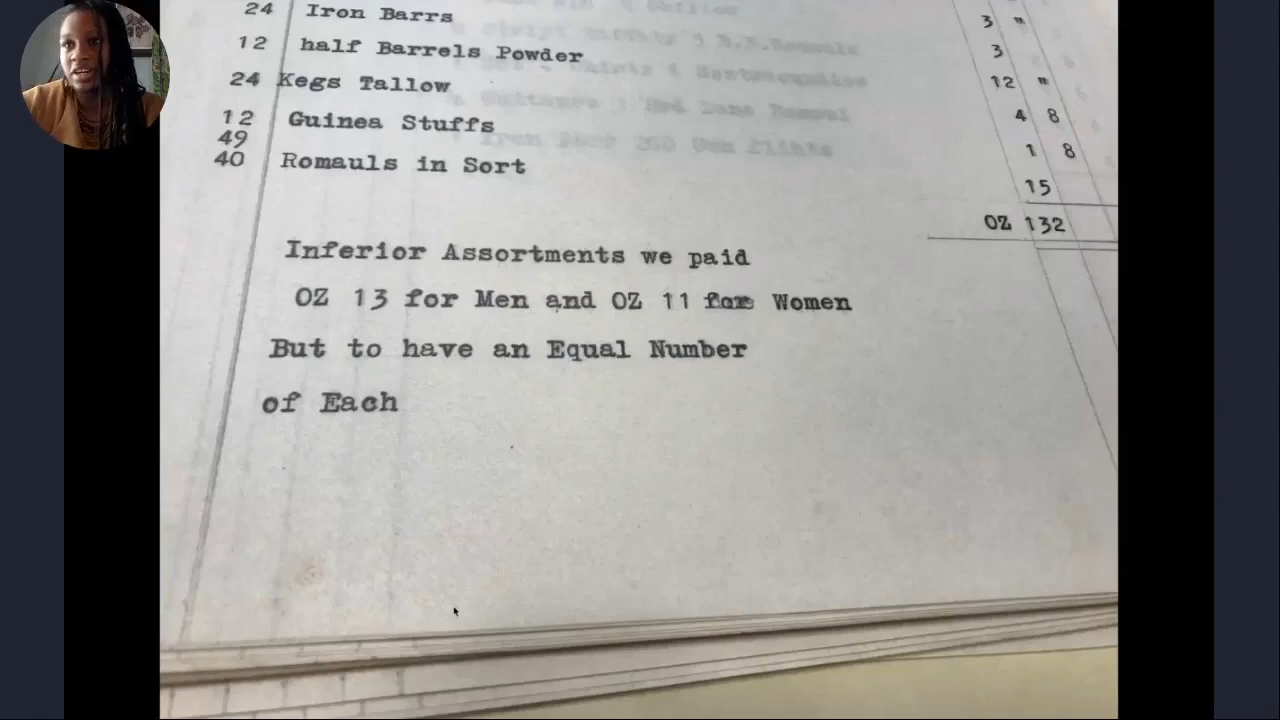 24 Iron Barrs 3 "
12 half Barrels Powder 3
24 Kegs Tallow 12 "
12 Guinea Stuffs 4 8
49 1 8
40 Romauls in Sort 15
OZ 132
Inferior Assortments we paid
OZ 13 for Men and OZ 11 for Women
But to have an Equal Number
of Each